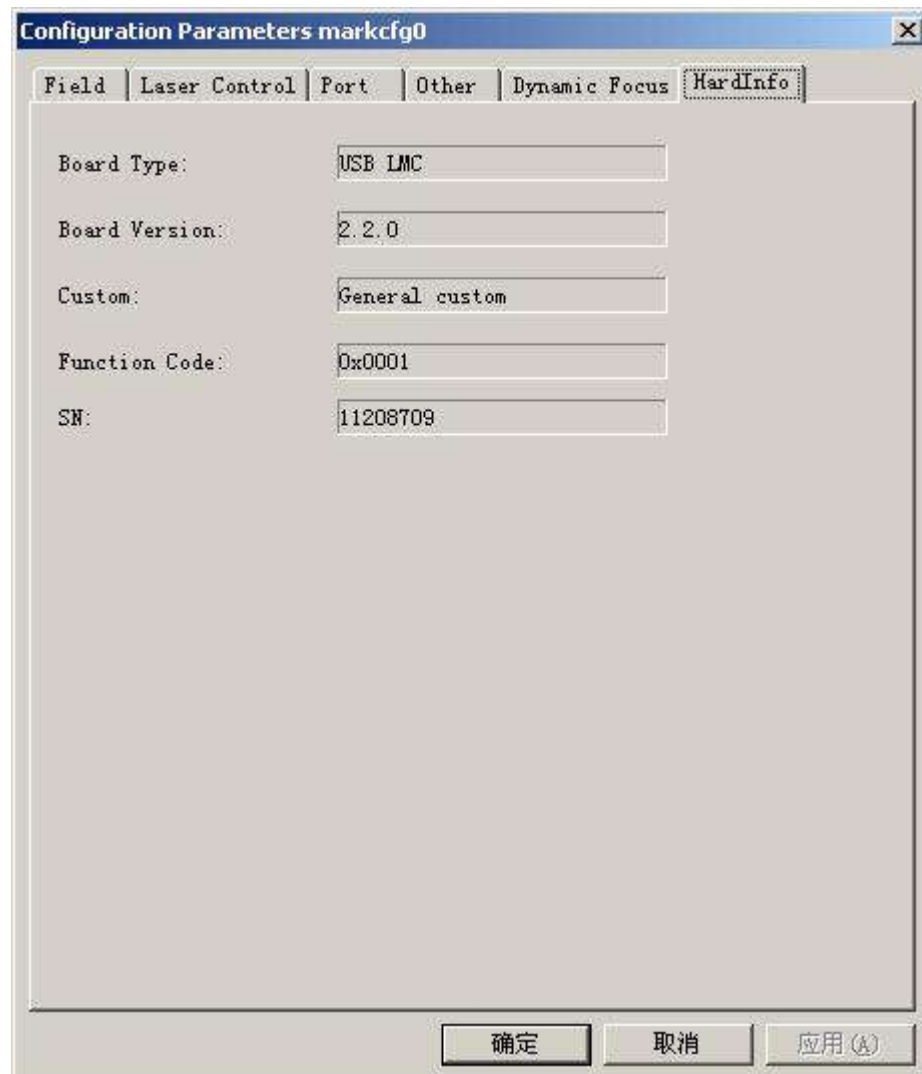 Configuration Parameters markcfg0
Field Laser Control Port Other Dynamic Focus HardInfo
Board Type: USB LMC
Board Version: 2.2.0
Custom: General custom
Function Code: 0x0001
SN: 11208709
确定 取消 应用(A)